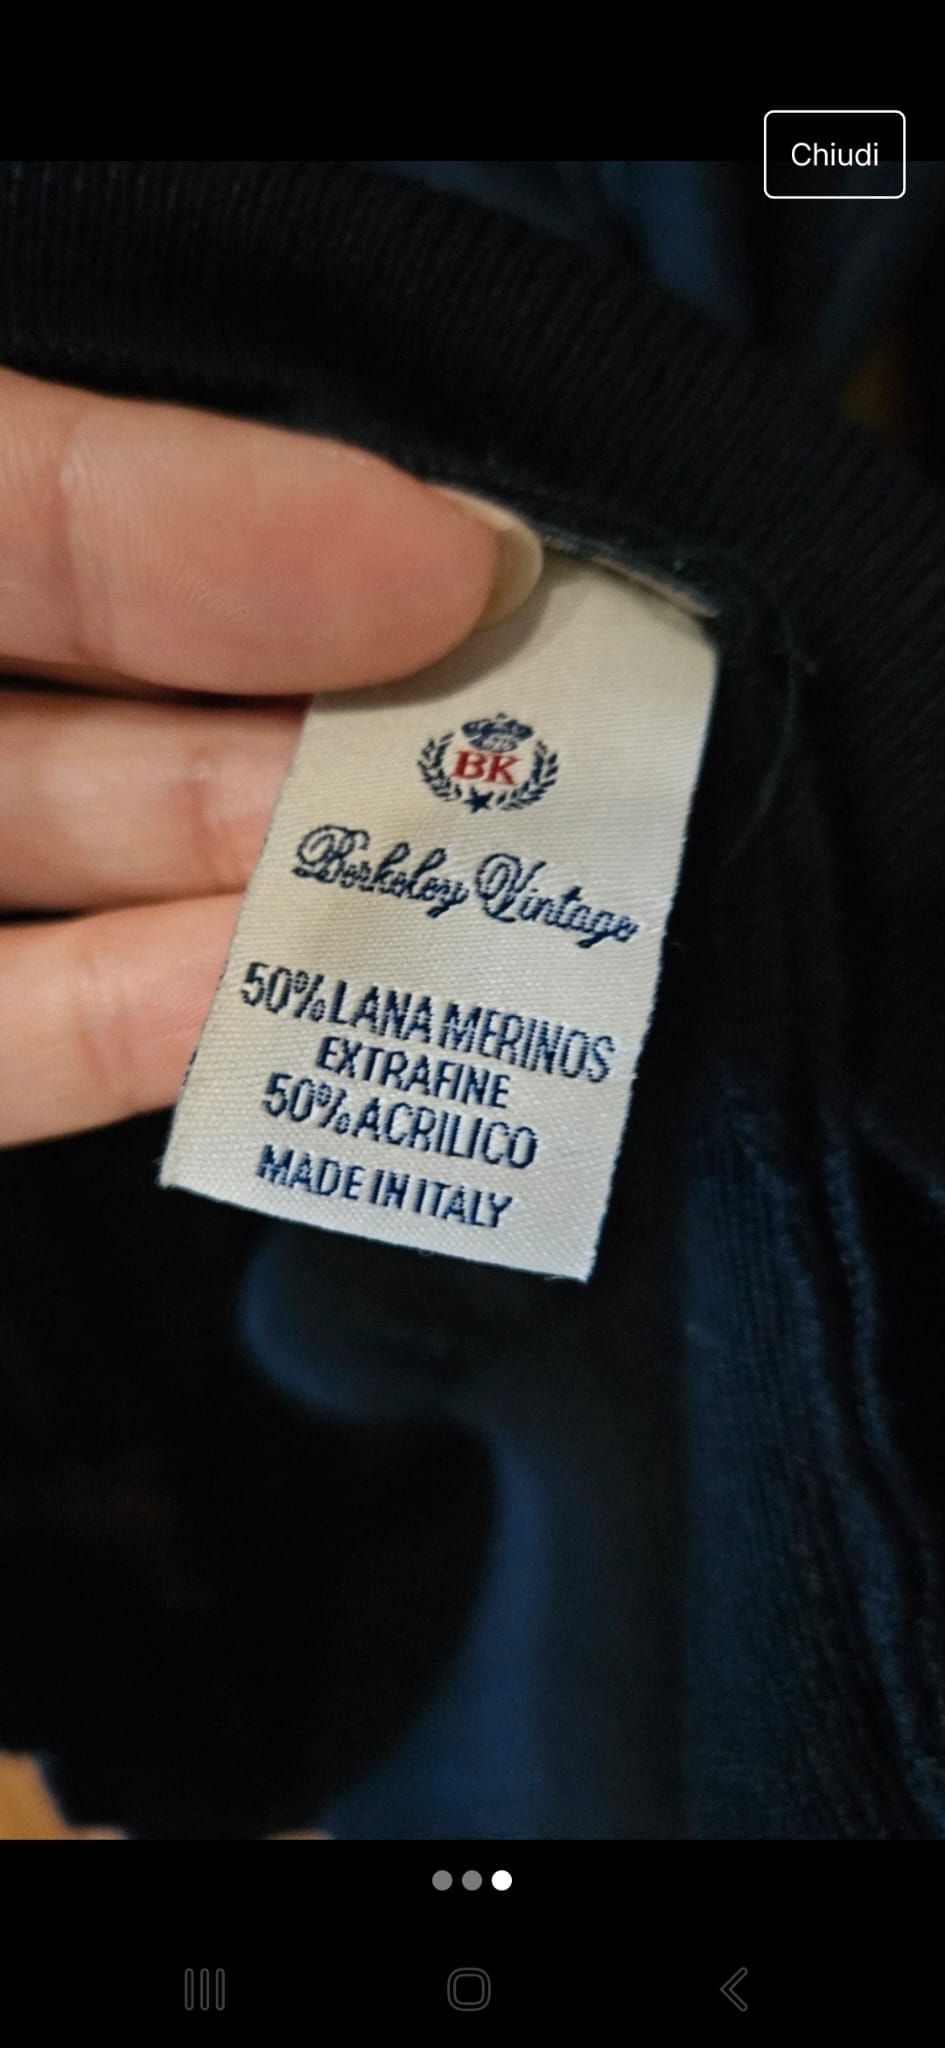 Chiudi
BK
Berkeley Vintage
50% LANA MERINOS
EXTRAFINE
50% ACRILICO
MADE IN ITALY